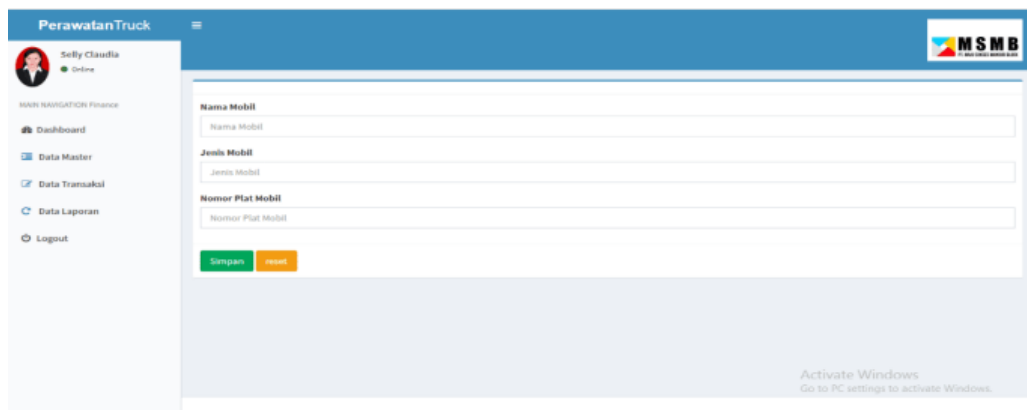 PerawatanTruck
Selly Claudia
Online
MAIN NAVIGATION Finance
Dashboard
Data Master
Data Transaksi
Data Laporan
Logout
MSMB
Nama Mobil
Nama Mobil
Jenis Mobil
Jenis Mobil
Nomor Plat Mobil
Nomor Plat Mobil
Simpan reset
Activate Windows
Go to PC settings to activate Windows.